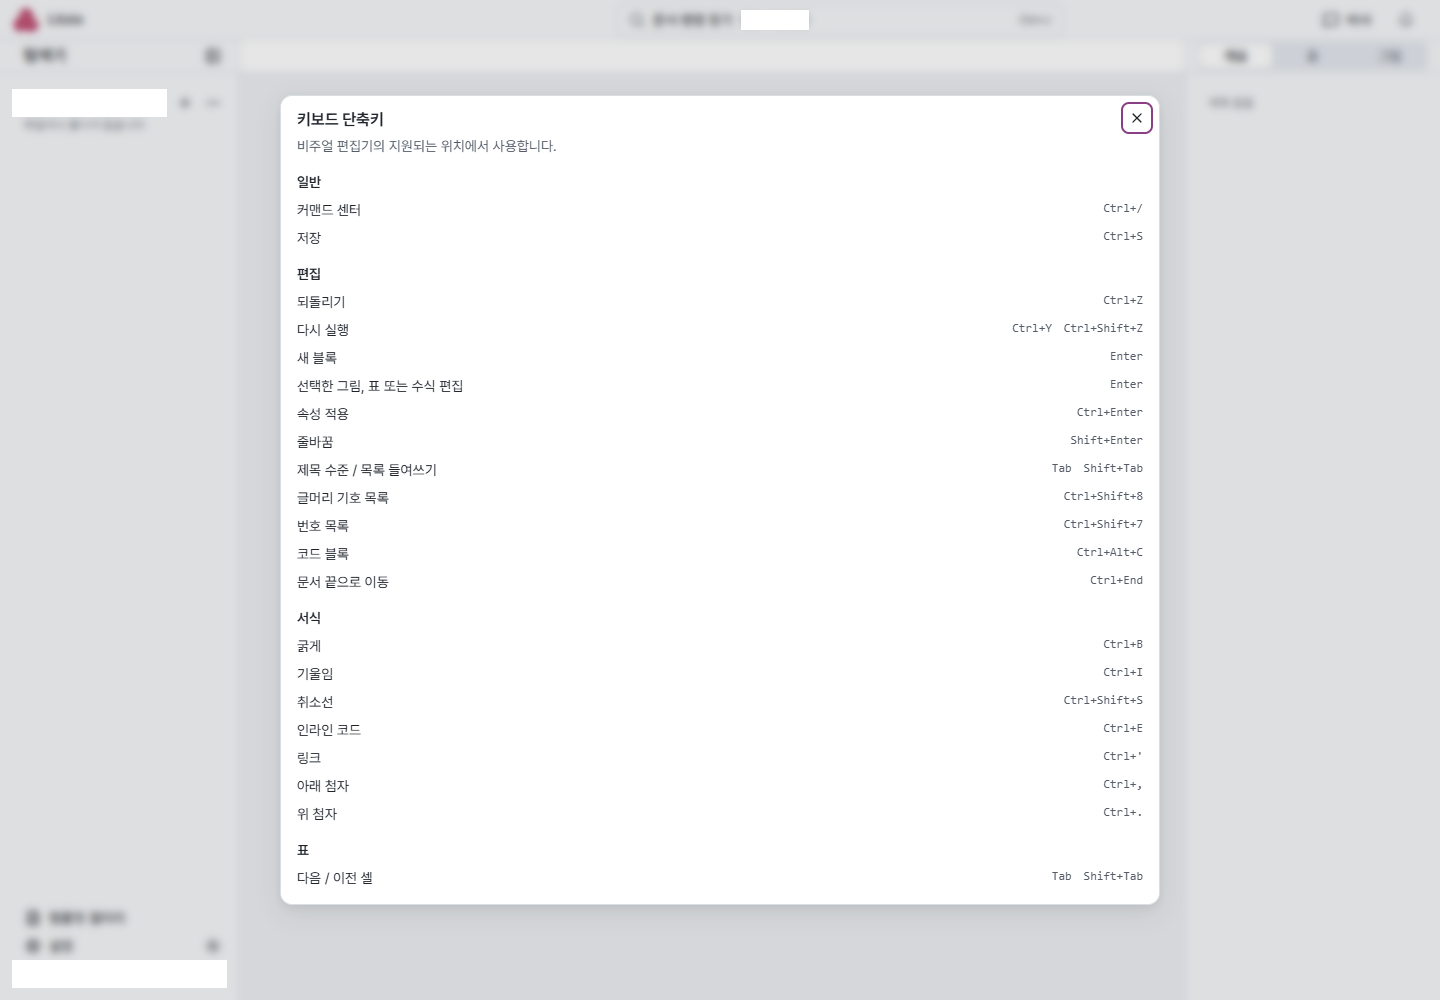 키보드 단축키
비주얼 편집기의 지원되는 위치에서 사용합니다.
일반
커맨드 센터 Ctrl+/
저장 Ctrl+S
편집
되돌리기 Ctrl+Z
다시 실행 Ctrl+Y Ctrl+Shift+Z
새 블록 Enter
선택한 그림, 표 또는 수식 편집 Enter
속성 적용 Ctrl+Enter
줄바꿈 Shift+Enter
제목 수준 / 목록 들여쓰기 Tab Shift+Tab
글머리 기호 목록 Ctrl+Shift+8
번호 목록 Ctrl+Shift+7
코드 블록 Ctrl+Alt+C
문서 끝으로 이동 Ctrl+End
서식
굵게 Ctrl+B
기울임 Ctrl+I
취소선 Ctrl+Shift+S
인라인 코드 Ctrl+E
링크 Ctrl+'
아래 첨자 Ctrl+,
위 첨자 Ctrl+.
표
다음 / 이전 셀 Tab Shift+Tab